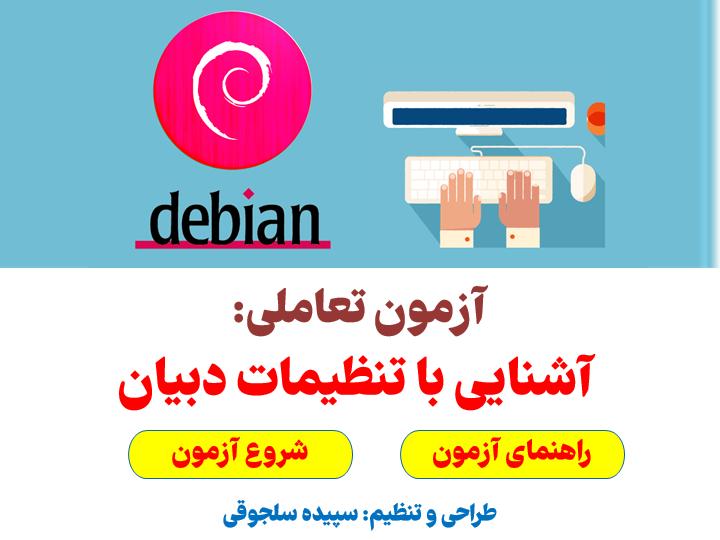 debian
آزمون تعاملی:
آشنایی با تنظیمات دبیان
راهنمای آزمون
شروع آزمون
طراحی و تنظیم: سپیده سلجوقی